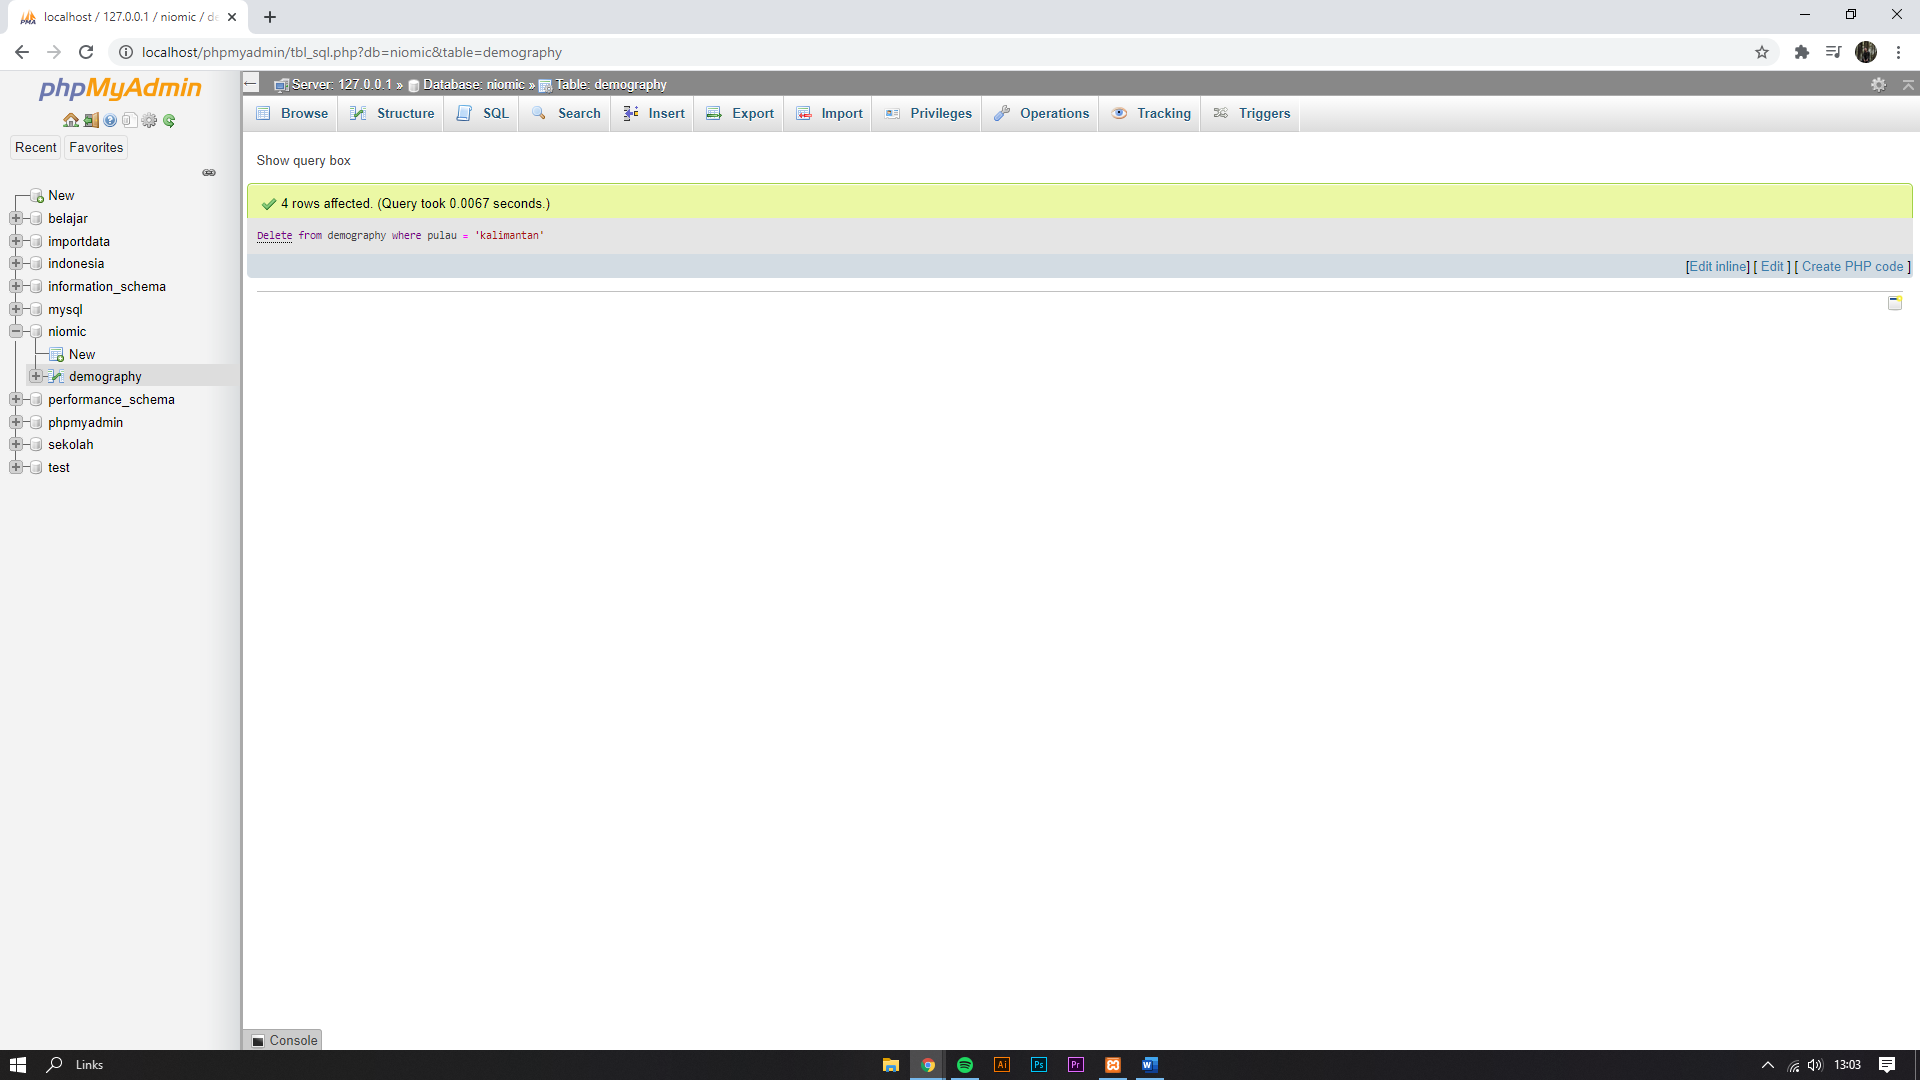 localhost / 127.0.0.1 / niomic / de
localhost/phpmyadmin/tbl_sql.php?db=niomic&table=demography
phpMyAdmin
Recent
Favorites
New
belajar
importdata
indonesia
information_schema
mysql
niomic
New
demography
performance_schema
phpmyadmin
sekolah
test
Server: 127.0.0.1 » Database: niomic » Table: demography
Browse
Structure
SQL
Search
Insert
Export
Import
Privileges
Operations
Tracking
Triggers
Show query box
4 rows affected. (Query took 0.0067 seconds.)
Delete from demography where pulau = 'kalimantan'
[Edit inline] [ Edit ] [ Create PHP code ]
Console
Links
Ai
Ps
Pr
W
13:03